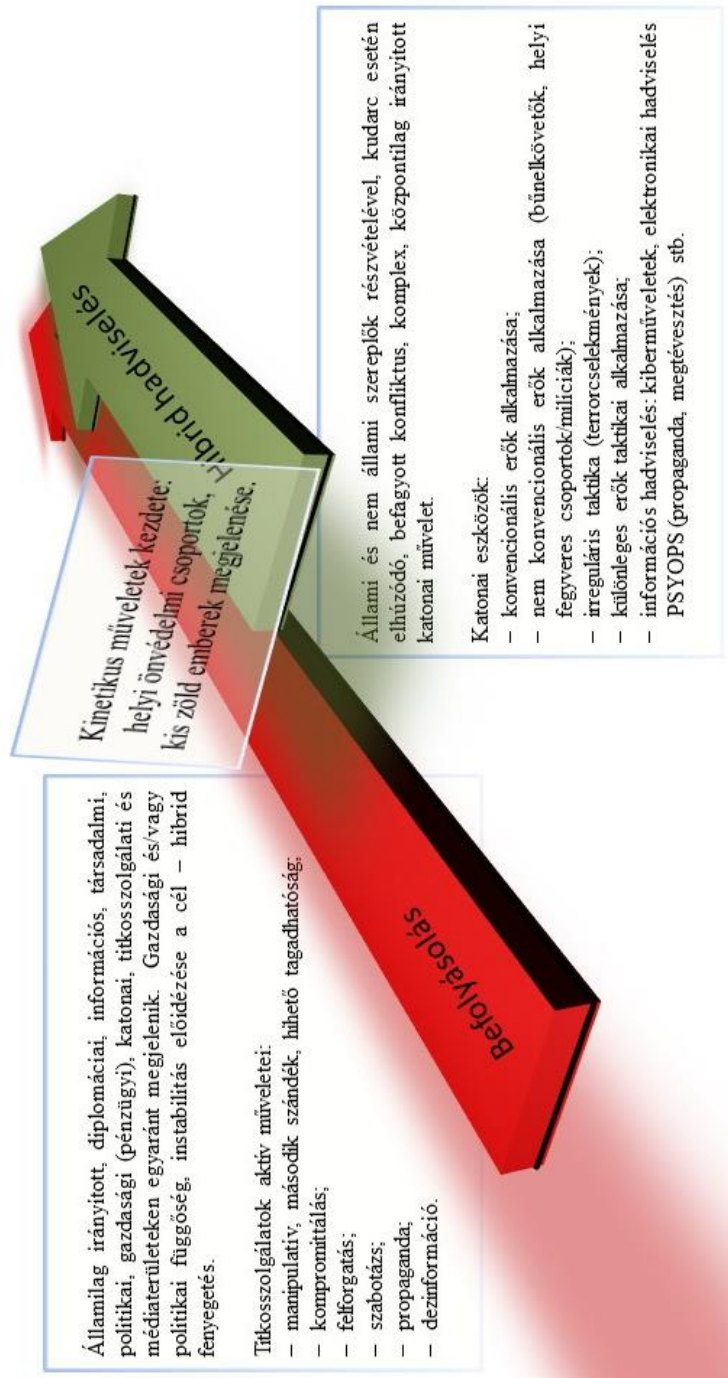 Államilag irányított, diplomáciai, információs, társadalmi,
politikai, gazdasági (pénzügyi), katonai, titkosszolgálati és
médiaterületeken egyaránt megjelenik. Gazdasági és/vagy
politikai függőség, instabilitás előidézése a cél – hibrid
fenyegetés.
Titkosszolgálatok aktív műveletei:
– manipulatív, második szándék, hihető tagadhatóság;
– kompromittálás;
– felforgatás;
– szabotázs;
– propaganda;
– dezinformáció.
Befolyásolás
Kinetikus műveletek kezdete:
helyi önvédelmi csoportok,
kis zöld emberek megjelenése.
Hibrid hadviselés
Állami és nem állami szereplők részvételével, kudarc esetén
elhúzódó, befagyott konfliktus, komplex, központilag irányított
katonai művelet.
Katonai eszközök:
– konvencionális erők alkalmazása;
– nem konvencionális erők alkalmazása (bűnelkövetők, helyi
fegyveres csoportok/milíciák);
– irreguláris taktika (terrorcselekmények);
– különleges erők taktikai alkalmazása;
– információs hadviselés: kiberműveletek, elektronikai hadviselés
PSYOPS (propaganda, megtévesztés) stb.